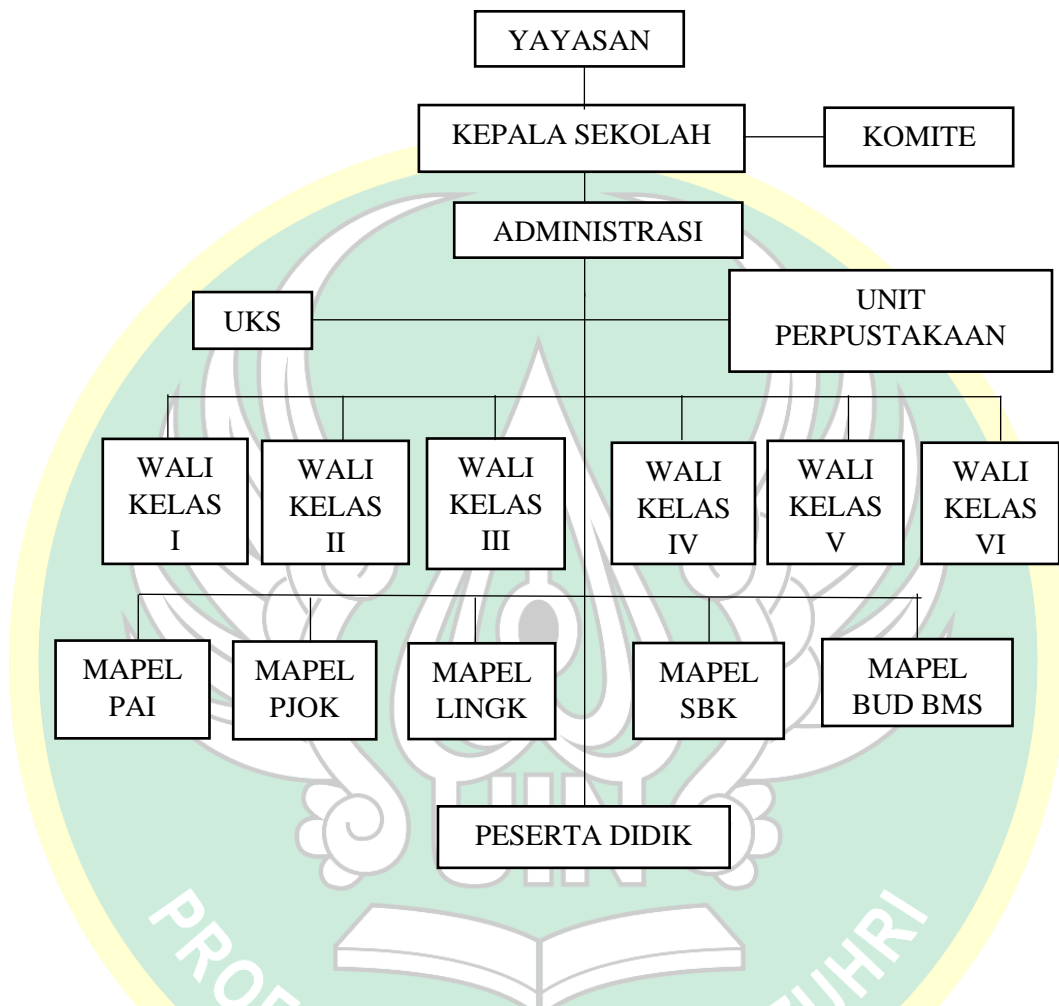 YAYASAN
KEPALA SEKOLAH
KOMITE
ADMINISTRASI
UKS
UNIT
PERPUSTAKAAN
WALI
KELAS
I
WALI
KELAS
II
WALI
KELAS
III
WALI
KELAS
IV
WALI
KELAS
V
WALI
KELAS
VI
MAPEL
PAI
MAPEL
PJOK
MAPEL
LINGK
MAPEL
SBK
MAPEL
BUD BMS
PESERTA DIDIK
UIN